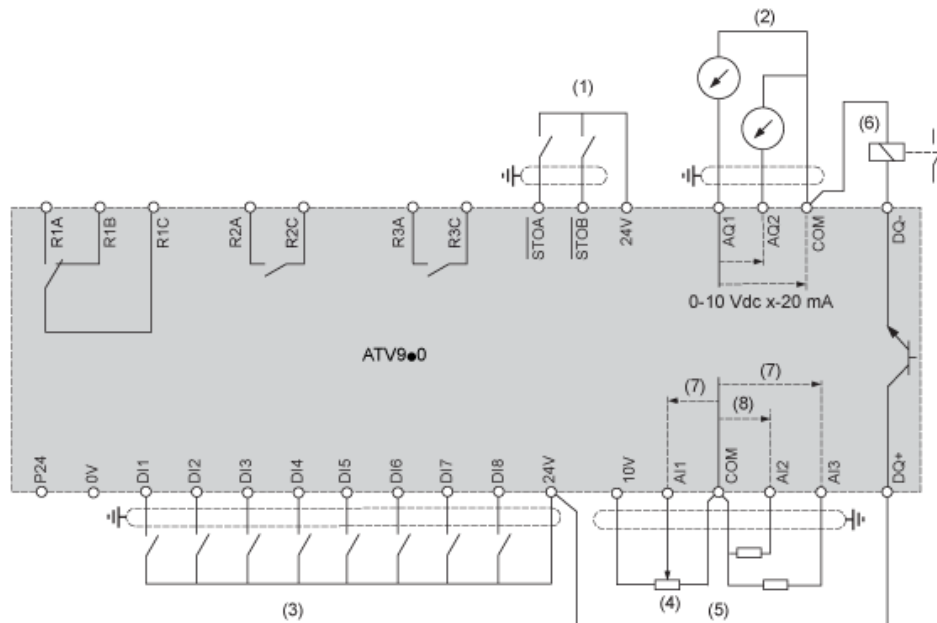 (1)
(2)
(6)
R1A
R1B
R1C
R2A
R2C
R3A
R3C
STOA
STOB
24V
AQ1
AQ2
COM
DQ-
0-10 Vdc x-20 mA
ATV9●0
(7)
(7)
(8)
P24
0V
DI1
DI2
DI3
DI4
DI5
DI6
DI7
DI8
24V
10V
AI1
COM
AI2
AI3
DQ+
(3)
(4)
(5)